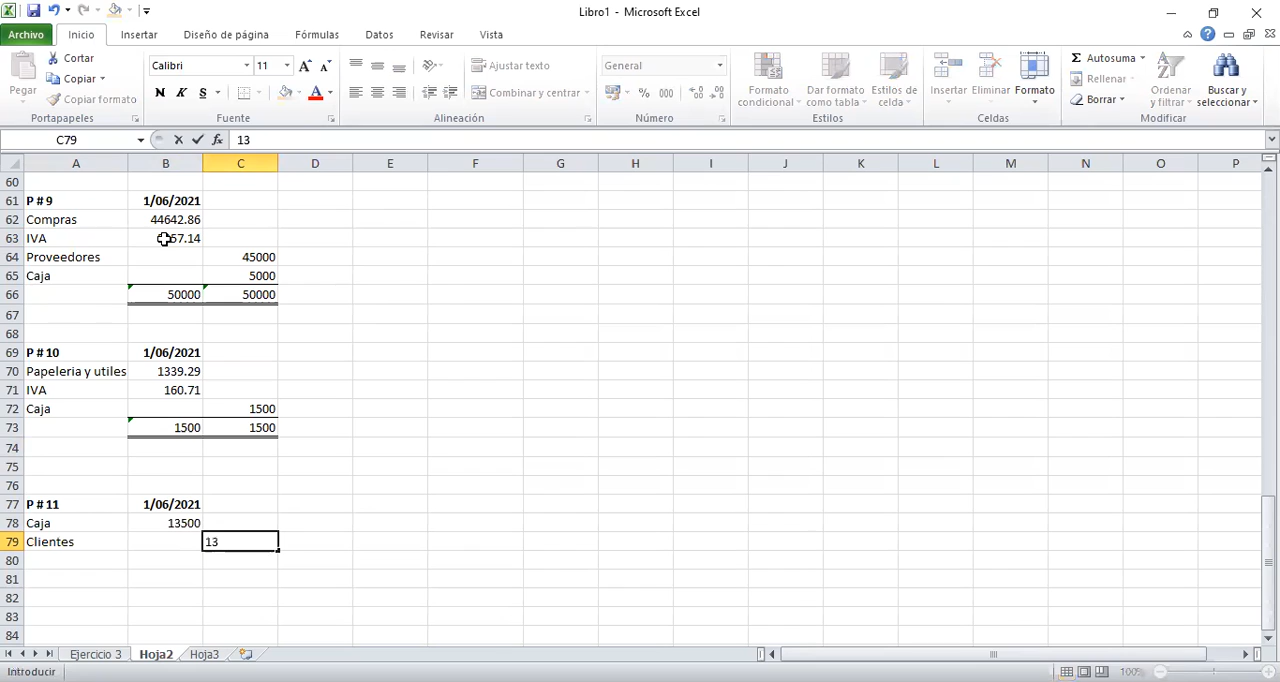 Libro1 - Microsoft Excel
Archivo Inicio Insertar Diseño de página Fórmulas Datos Revisar Vista
Pegar
Cortar
Copiar
Copiar formato
Portapapeles
Calibri 11
N K S
Fuente
Ajustar texto
Combinar y centrar
Alineación
General
% 000
Número
Formato condicional
Dar formato como tabla
Estilos de celda
Estilos
Insertar Eliminar Formato
Celdas
Σ Autosuma
Rellenar
Borrar
Ordenar y filtrar
Buscar y seleccionar
Modificar
C79 fx 13
A B C D E F G H I J K L M N O P
60
61 P # 9 1/06/2021
62 Compras 44642.86
63 IVA 57.14
64 Proveedores 45000
65 Caja 5000
66 50000 50000
67
68
69 P # 10 1/06/2021
70 Papeleria y utiles 1339.29
71 IVA 160.71
72 Caja 1500
73 1500 1500
74
75
76
77 P # 11 1/06/2021
78 Caja 13500
79 Clientes 13
80
81
82
83
84
Ejercicio 3 Hoja2 Hoja3
Introducir 100%